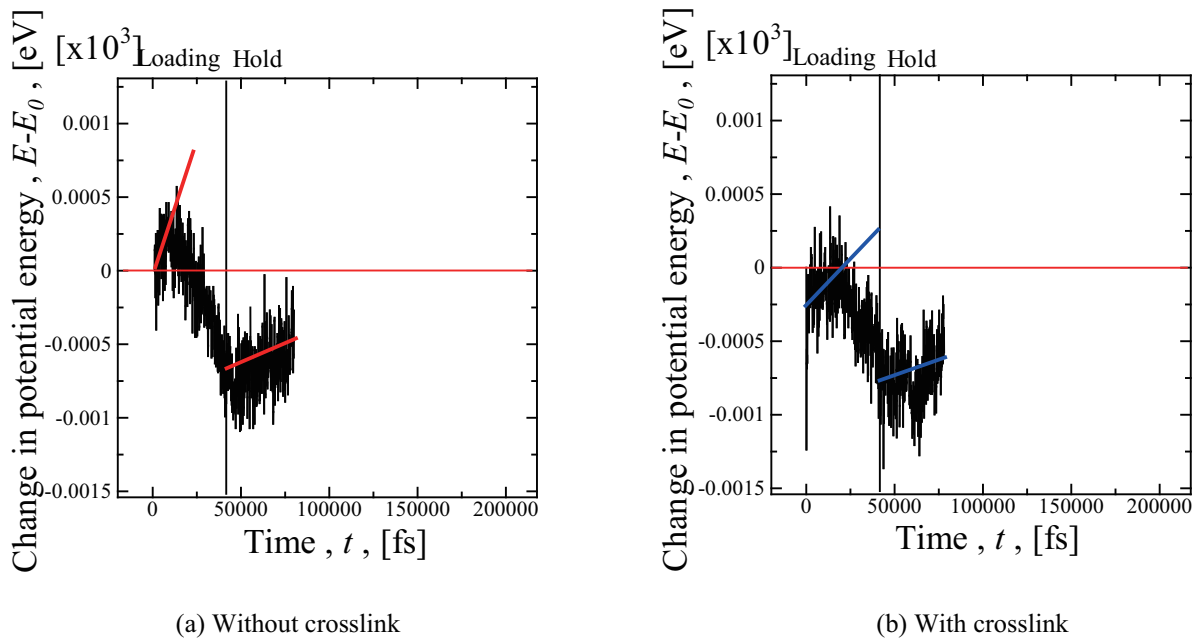 [x10³]
Loading Hold
Change in potential energy , E-E₀ , [eV]
0.001
0.0005
0
-0.0005
-0.001
-0.0015
0 50000 100000 150000 200000
Time , t , [fs]
(a) Without crosslink
[x10³]
Loading Hold
Change in potential energy , E-E₀ , [eV]
0.001
0.0005
0
-0.0005
-0.001
-0.0015
0 50000 100000 150000 200000
Time , t , [fs]
(b) With crosslink